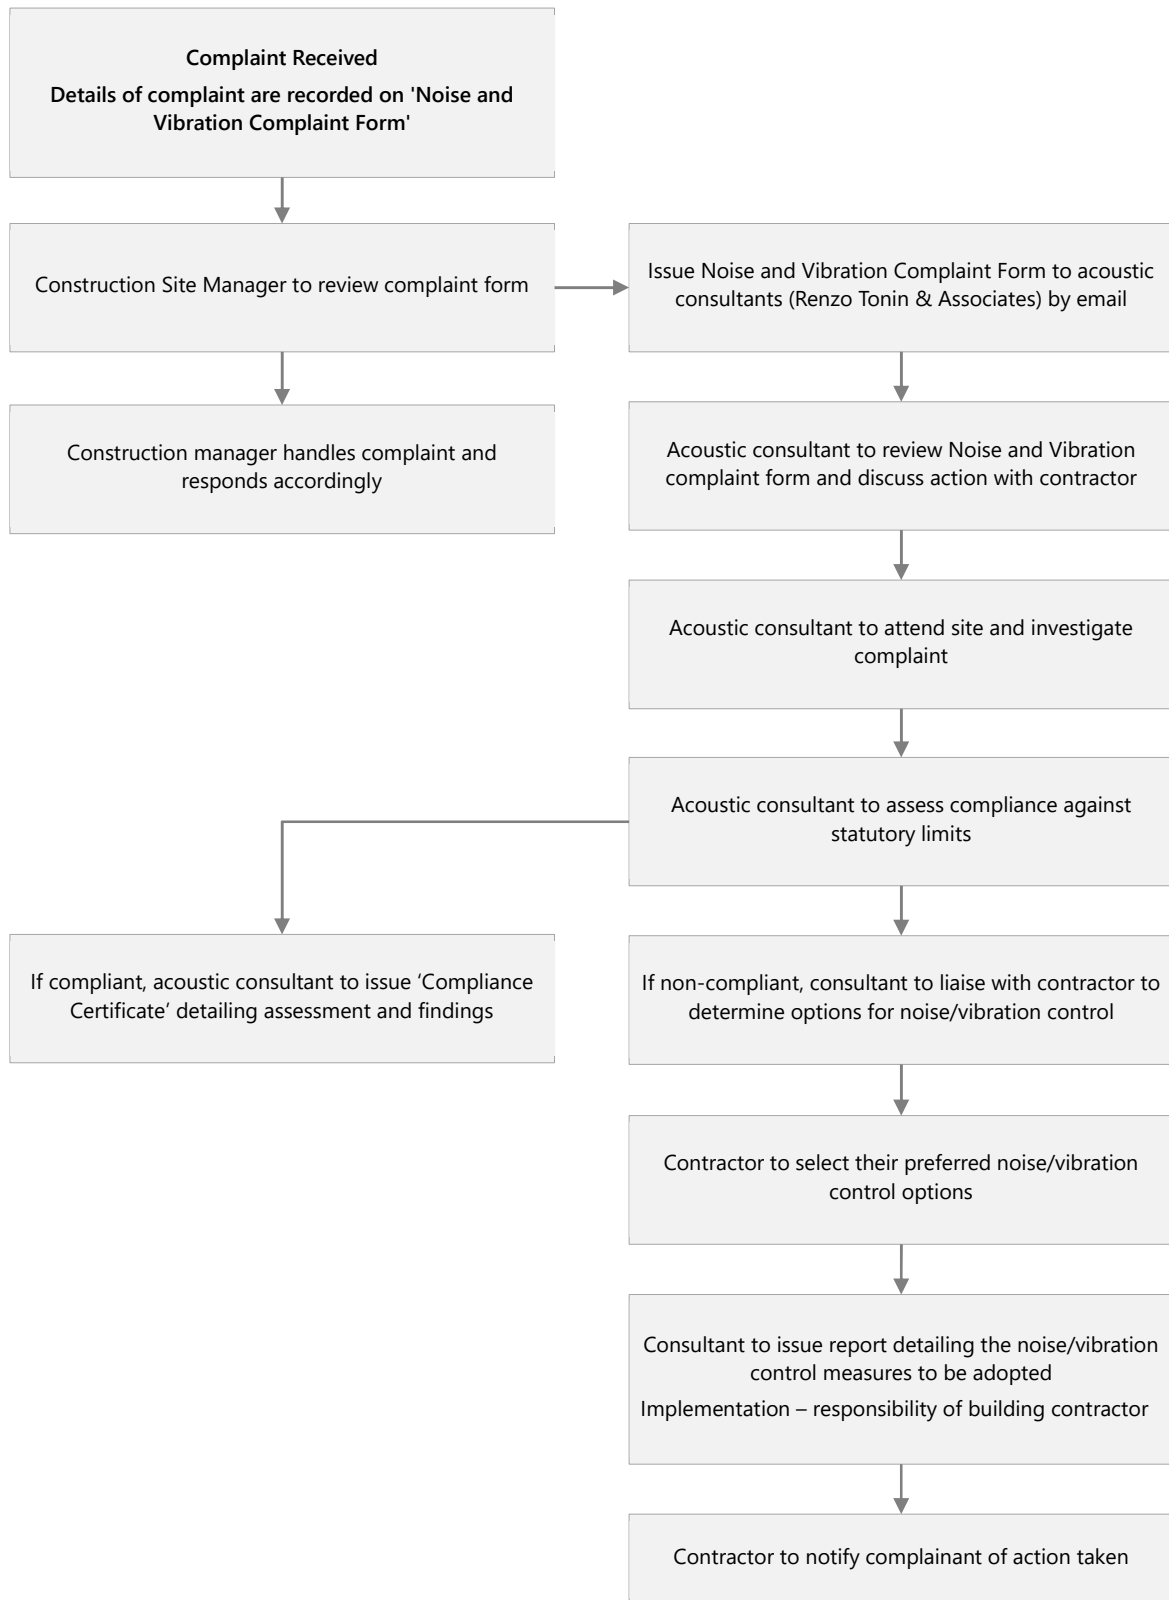 Complaint Received
Details of complaint are recorded on 'Noise and
Vibration Complaint Form'
Construction Site Manager to review complaint form
Issue Noise and Vibration Complaint Form to acoustic
consultants (Renzo Tonin & Associates) by email
Construction manager handles complaint and
responds accordingly
Acoustic consultant to review Noise and Vibration
complaint form and discuss action with contractor
Acoustic consultant to attend site and investigate
complaint
Acoustic consultant to assess compliance against
statutory limits
If compliant, acoustic consultant to issue ‘Compliance
Certificate’ detailing assessment and findings
If non-compliant, consultant to liaise with contractor to
determine options for noise/vibration control
Contractor to select their preferred noise/vibration
control options
Consultant to issue report detailing the noise/vibration
control measures to be adopted
Implementation – responsibility of building contractor
Contractor to notify complainant of action taken